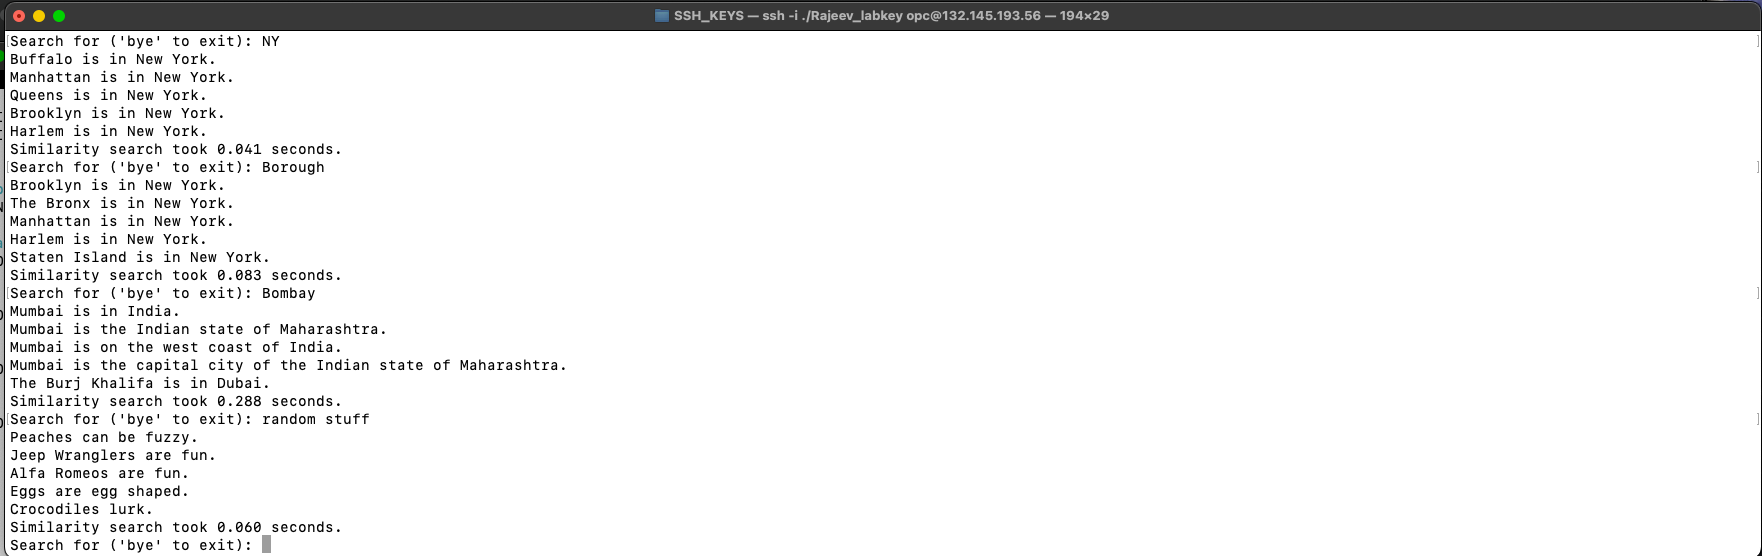 SSH_KEYS — ssh -i ./Rajeev_labkey opc@132.145.193.56 — 194×29
Search for ('bye' to exit): NY
Buffalo is in New York.
Manhattan is in New York.
Queens is in New York.
Brooklyn is in New York.
Harlem is in New York.
Similarity search took 0.041 seconds.
Search for ('bye' to exit): Borough
Brooklyn is in New York.
The Bronx is in New York.
Manhattan is in New York.
Harlem is in New York.
Staten Island is in New York.
Similarity search took 0.083 seconds.
Search for ('bye' to exit): Bombay
Mumbai is in India.
Mumbai is the Indian state of Maharashtra.
Mumbai is on the west coast of India.
Mumbai is the capital city of the Indian state of Maharashtra.
The Burj Khalifa is in Dubai.
Similarity search took 0.288 seconds.
Search for ('bye' to exit): random stuff
Peaches can be fuzzy.
Jeep Wranglers are fun.
Alfa Romeos are fun.
Eggs are egg shaped.
Crocodiles lurk.
Similarity search took 0.060 seconds.
Search for ('bye' to exit):